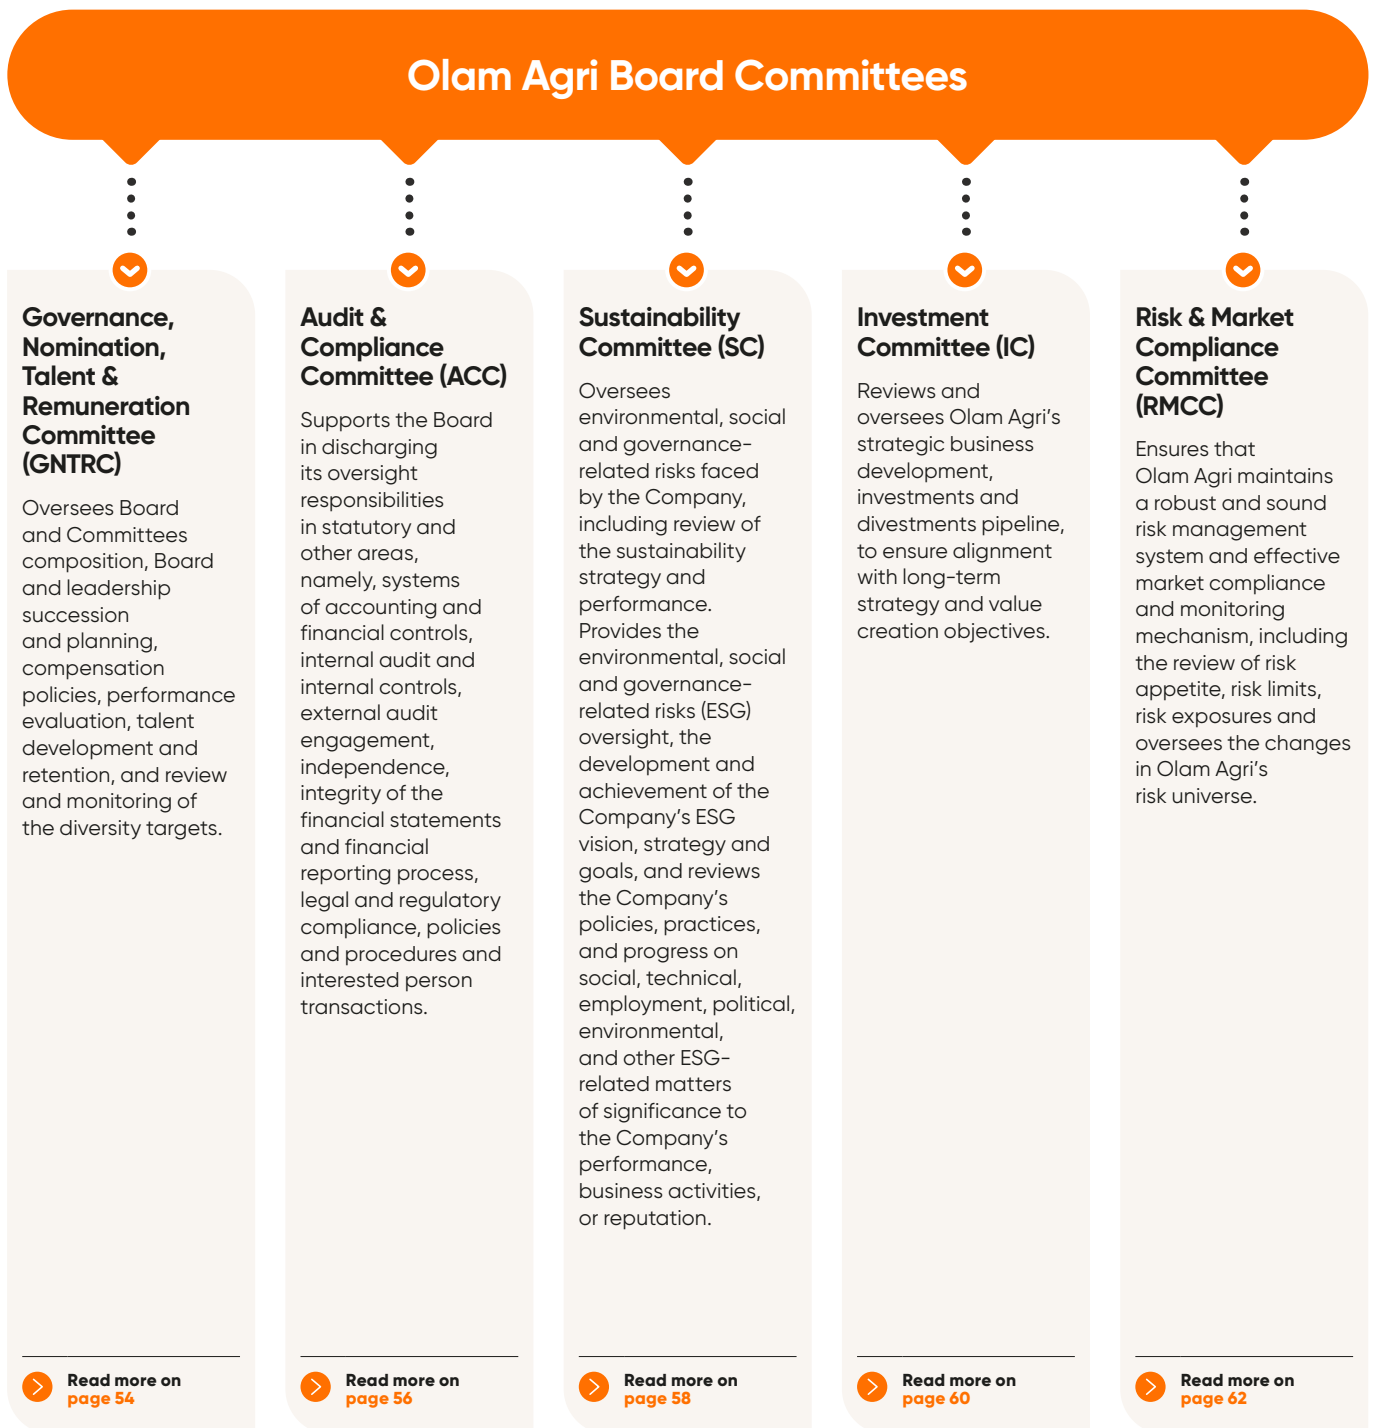 Olam Agri Board Committees
Governance,
Nomination,
Talent &
Remuneration
Committee
(GNTRC)
Oversees Board
and Committees
composition, Board
and leadership
succession
and planning,
compensation
policies, performance
evaluation, talent
development and
retention, and review
and monitoring of
the diversity targets.
Read more on
page 54
Audit &
Compliance
Committee (ACC)
Supports the Board
in discharging
its oversight
responsibilities
in statutory and
other areas,
namely, systems
of accounting and
financial controls,
internal audit and
internal controls,
external audit
engagement,
independence,
integrity of the
financial statements
and financial
reporting process,
legal and regulatory
compliance, policies
and procedures and
interested person
transactions.
Read more on
page 56
Sustainability
Committee (SC)
Oversees
environmental, social
and governance-
related risks faced
by the Company,
including review of
the sustainability
strategy and
performance.
Provides the
environmental, social
and governance-
related risks (ESG)
oversight, the
development and
achievement of the
Company's ESG
vision, strategy and
goals, and reviews
the Company's
policies, practices,
and progress on
social, technical,
employment, political,
environmental,
and other ESG-
related matters
of significance to
the Company's
performance,
business activities,
or reputation.
Read more on
page 58
Investment
Committee (IC)
Reviews and
oversees Olam Agri's
strategic business
development,
investments and
divestments pipeline,
to ensure alignment
with long-term
strategy and value
creation objectives.
Read more on
page 60
Risk & Market
Compliance
Committee
(RMCC)
Ensures that
Olam Agri maintains
a robust and sound
risk management
system and effective
market compliance
and monitoring
mechanism, including
the review of risk
appetite, risk limits,
risk exposures and
oversees the changes
in Olam Agri's
risk universe.
Read more on
page 62